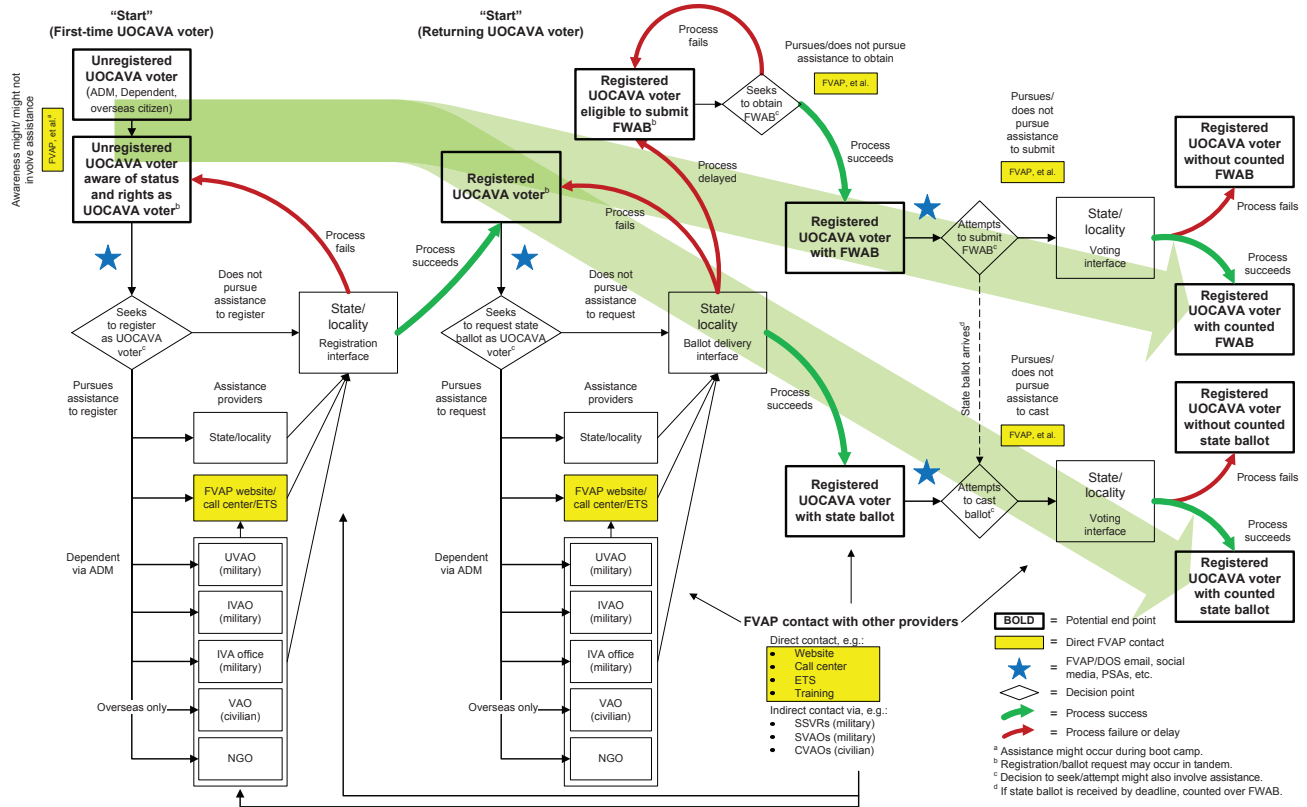 “Start”
(First-time UOCAVA voter)
Unregistered
UOCAVA voter
(ADM, Dependent,
overseas citizen)
Awareness might/ might not
involve assistance
FVAP, et al.a
Unregistered
UOCAVA voter
aware of status
and rights as
UOCAVA voterb
Process
fails
Process
succeeds
Seeks
to register
as UOCAVA
voterc
Does not
pursue
assistance
to register
State/
locality
Registration
interface
Pursues
assistance
to register
Assistance
providers
State/locality
FVAP website/
call center/ETS
Dependent
via ADM
UVAO
(military)
IVAO
(military)
IVA office
(military)
Overseas only
VAO
(civilian)
NGO
“Start”
(Returning UOCAVA voter)
Registered
UOCAVA voterb
Process
fails
Process
delayed
Seeks
to request state
ballot as UOCAVA
voterc
Does not
pursue
assistance
to request
State/
locality
Ballot delivery
interface
Pursues
assistance
to request
Assistance
providers
State/locality
FVAP website/
call center/ETS
Dependent
via ADM
UVAO
(military)
IVAO
(military)
IVA office
(military)
Overseas only
VAO
(civilian)
NGO
Process
fails
Registered
UOCAVA voter
eligible to submit
FWABb
Seeks
to obtain
FWABc
Pursues/does not pursue
assistance to obtain
FVAP, et al.
Process
succeeds
Registered
UOCAVA voter
with FWAB
Attempts
to submit
FWABc
Pursues/
does not
pursue
assistance
to submit
FVAP, et al.
State/
locality
Voting
interface
Registered
UOCAVA voter
without counted
FWAB
Process fails
Process
succeeds
Registered
UOCAVA voter
with counted
FWAB
State ballot arrivesd
Process
succeeds
Registered
UOCAVA voter
with state ballot
Attempts
to cast
ballotc
Pursues/
does not
pursue
assistance
to cast
FVAP, et al.
State/
locality
Voting
interface
Registered
UOCAVA voter
without counted
state ballot
Process fails
Process
succeeds
Registered
UOCAVA voter
with counted
state ballot
FVAP contact with other providers
Direct contact, e.g.:
• Website
• Call center
• ETS
• Training
Indirect contact via, e.g.:
• SSVRs (military)
• SVAOs (military)
• CVAOs (civilian)
BOLD = Potential end point
= Direct FVAP contact
= FVAP/DOS email, social
media, PSAs, etc.
= Decision point
= Process success
= Process failure or delay
a Assistance might occur during boot camp.
b Registration/ballot request may occur in tandem.
c Decision to seek/attempt might also involve assistance.
d If state ballot is received by deadline, counted over FWAB.